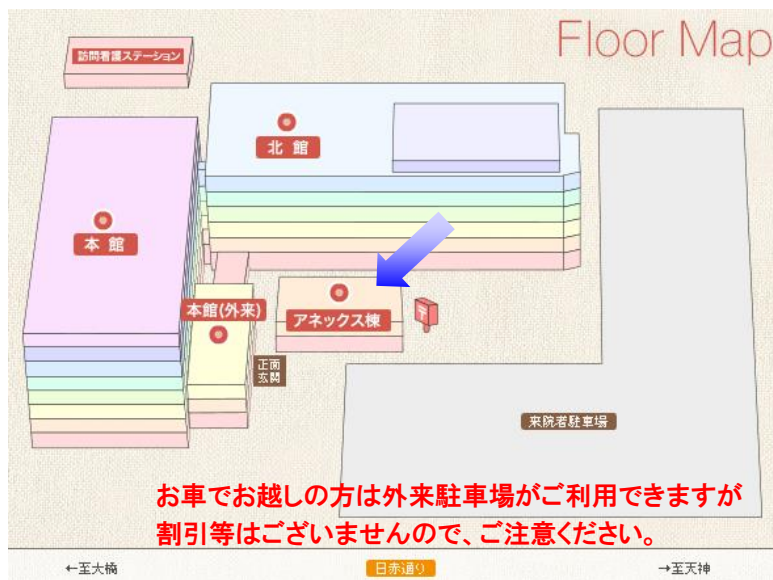 Floor Map
訪問看護ステーション
北館
本館
本館(外来)
アネックス棟
〒
正面
玄関
来院者駐車場
お車でお越しの方は外来駐車場がご利用できますが
割引等はございませんので、ご注意ください。
←至大楠
日赤通り
→至天神